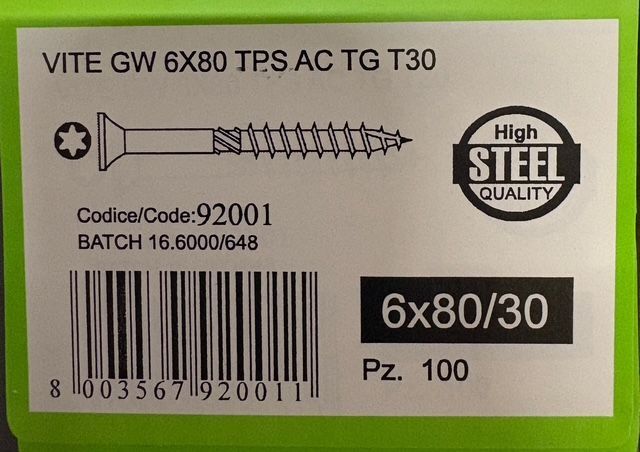 VITE GW 6X80 TPS AC TG T30
High
STEEL
QUALITY
Codice/Code:92001
BATCH 16.6000/648
6x80/30
Pz. 100
8 003567 920011